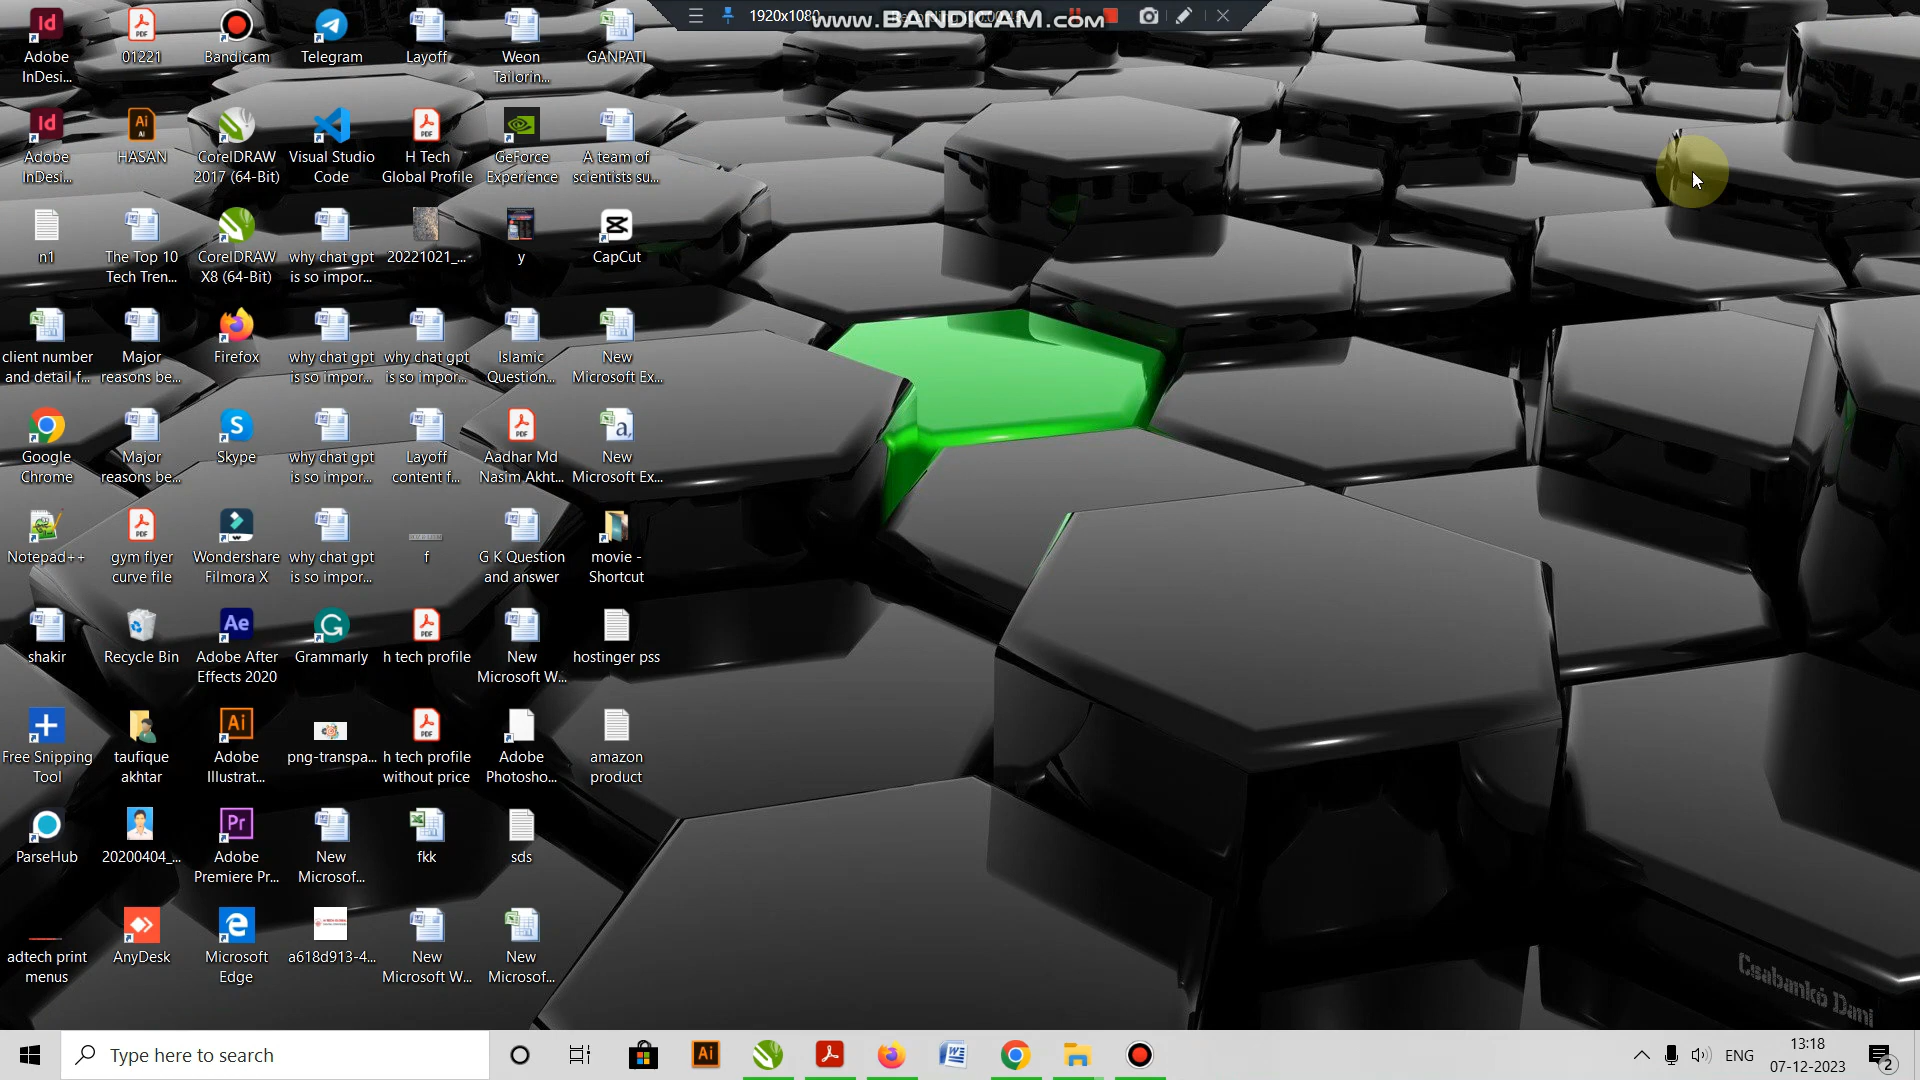 1920x1080
www.BANDICAM.com
Adobe
InDesi...
01221
Bandicam
Telegram
Layoff
Weon
Tailorin...
GANPATI
Adobe
InDesi...
HASAN
CorelDRAW
2017 (64-Bit)
Visual Studio
Code
H Tech
Global Profile
GeForce
Experience
A team of
scientists su...
n1
The Top 10
Tech Tren...
CorelDRAW
X8 (64-Bit)
why chat gpt
is so impor...
20221021_...
y
CapCut
client number
and detail f...
Major
reasons be...
Firefox
why chat gpt
is so impor...
why chat gpt
is so impor...
Islamic
Question...
New
Microsoft Ex...
Google
Chrome
Major
reasons be...
Skype
why chat gpt
is so impor...
Layoff
content f...
Aadhar Md
Nasim Akht...
New
Microsoft Ex...
Notepad++
gym flyer
curve file
Wondershare
Filmora X
why chat gpt
is so impor...
f
G K Question
and answer
movie -
Shortcut
shakir
Recycle Bin
Adobe After
Effects 2020
Grammarly
h tech profile
New
Microsoft W...
hostinger pss
Free Snipping
Tool
taufique
akhtar
Adobe
Illustrat...
png-transpa...
h tech profile
without price
Adobe
Photosho...
amazon
product
ParseHub
20200404_...
Adobe
Premiere Pr...
New
Microsof...
fkk
sds
adtech print
menus
AnyDesk
Microsoft
Edge
a618d913-4...
New
Microsoft W...
New
Microsof...
Csabankó Dani
Type here to search
ENG
13:18
07-12-2023
2